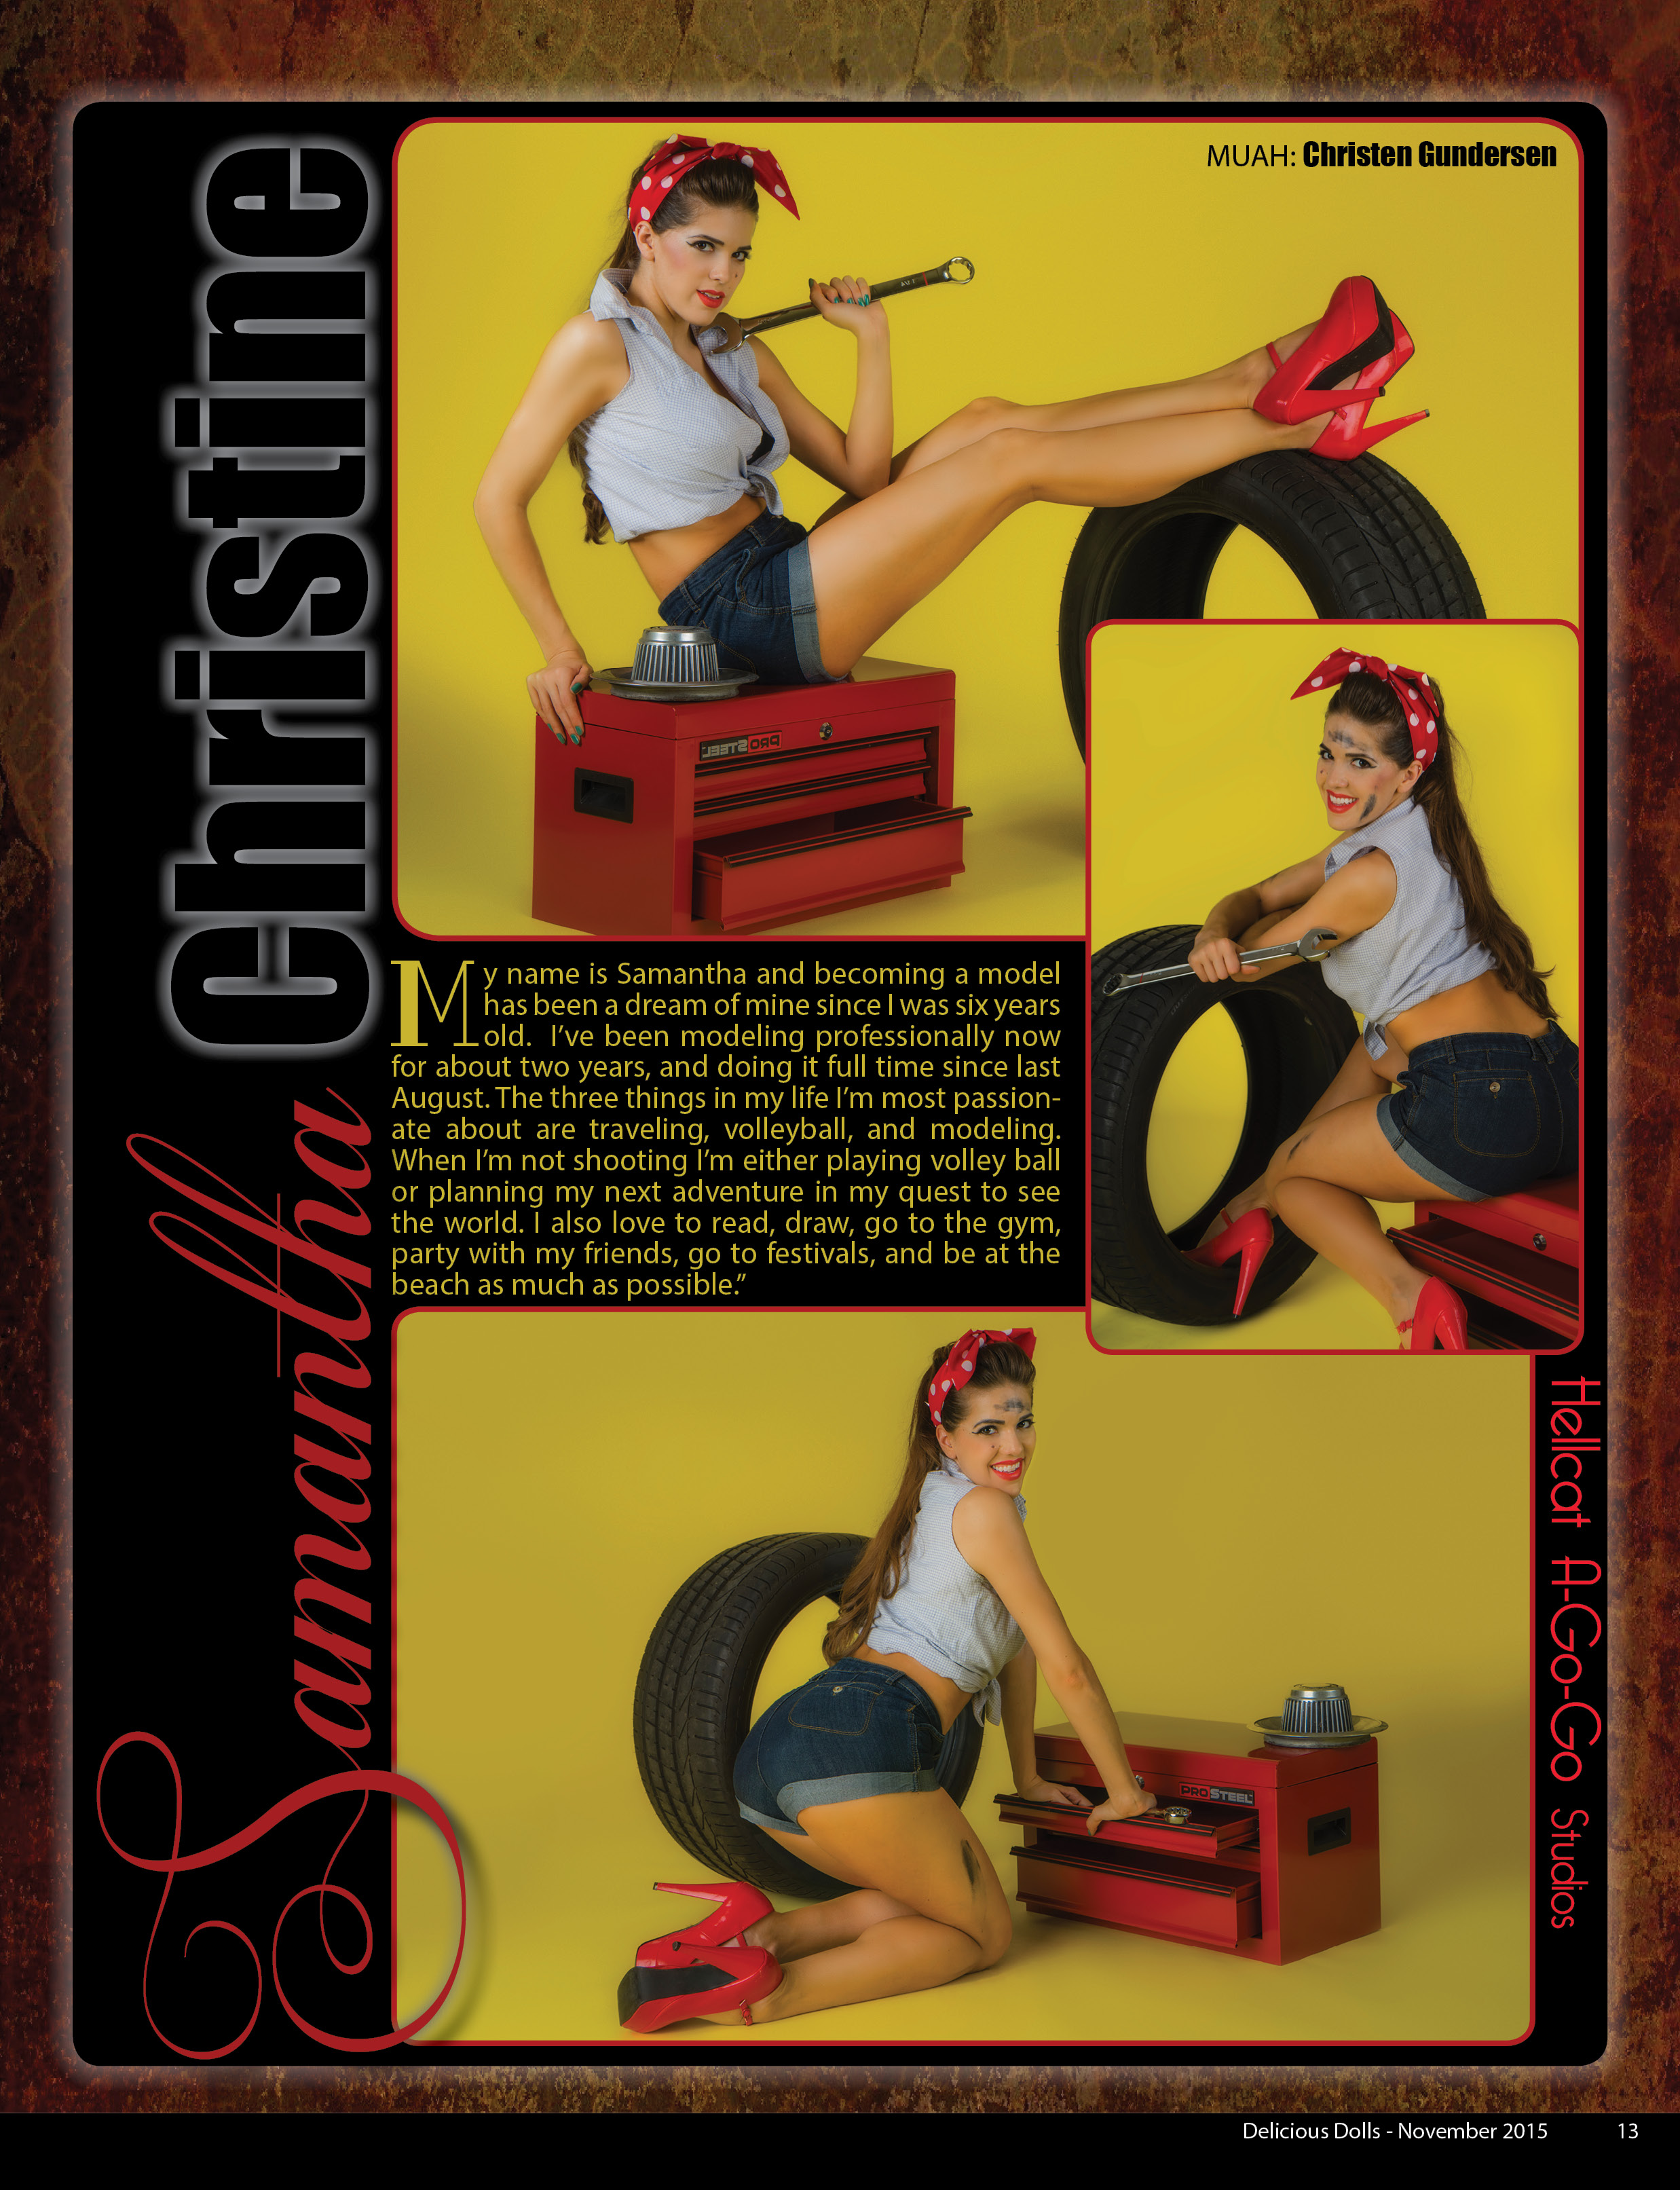 MUAH: Christen Gundersen
Samantha Christine
PRO STEEL
My name is Samantha and becoming a model
has been a dream of mine since I was six years
old.  I’ve been modeling professionally now
for about two years, and doing it full time since last
August. The three things in my life I’m most passion-
ate about are traveling, volleyball, and modeling.
When I’m not shooting I’m either playing volley ball
or planning my next adventure in my quest to see
the world. I also love to read, draw, go to the gym,
party with my friends, go to festivals, and be at the
beach as much as possible.”
Hellcat A-Go-Go Studios
PROSTEEL
Delicious Dolls - November 2015
13